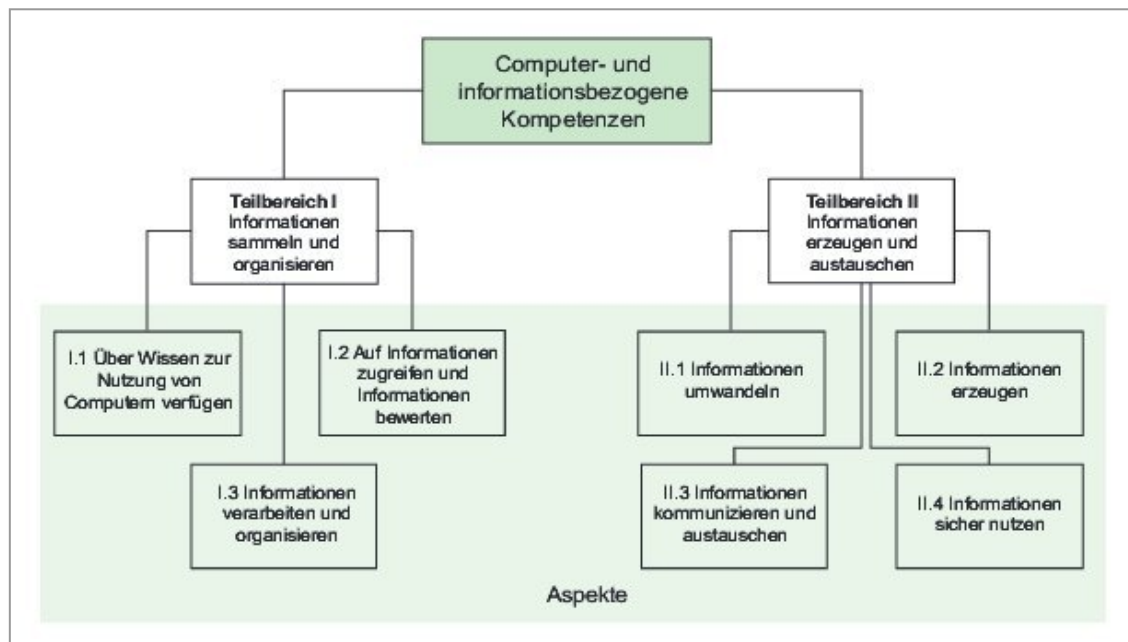 Computer- und
informationsbezogene
Kompetenzen
Teilbereich I
Informationen
sammeln und
organisieren
Teilbereich II
Informationen
erzeugen und
austauschen
I.1 Über Wissen zur
Nutzung von
Computern verfügen
I.2 Auf Informationen
zugreifen und
Informationen
bewerten
I.3 Informationen
verarbeiten und
organisieren
II.1 Informationen
umwandeln
II.2 Informationen
erzeugen
II.3 Informationen
kommunizieren und
austauschen
II.4 Informationen
sicher nutzen
Aspekte